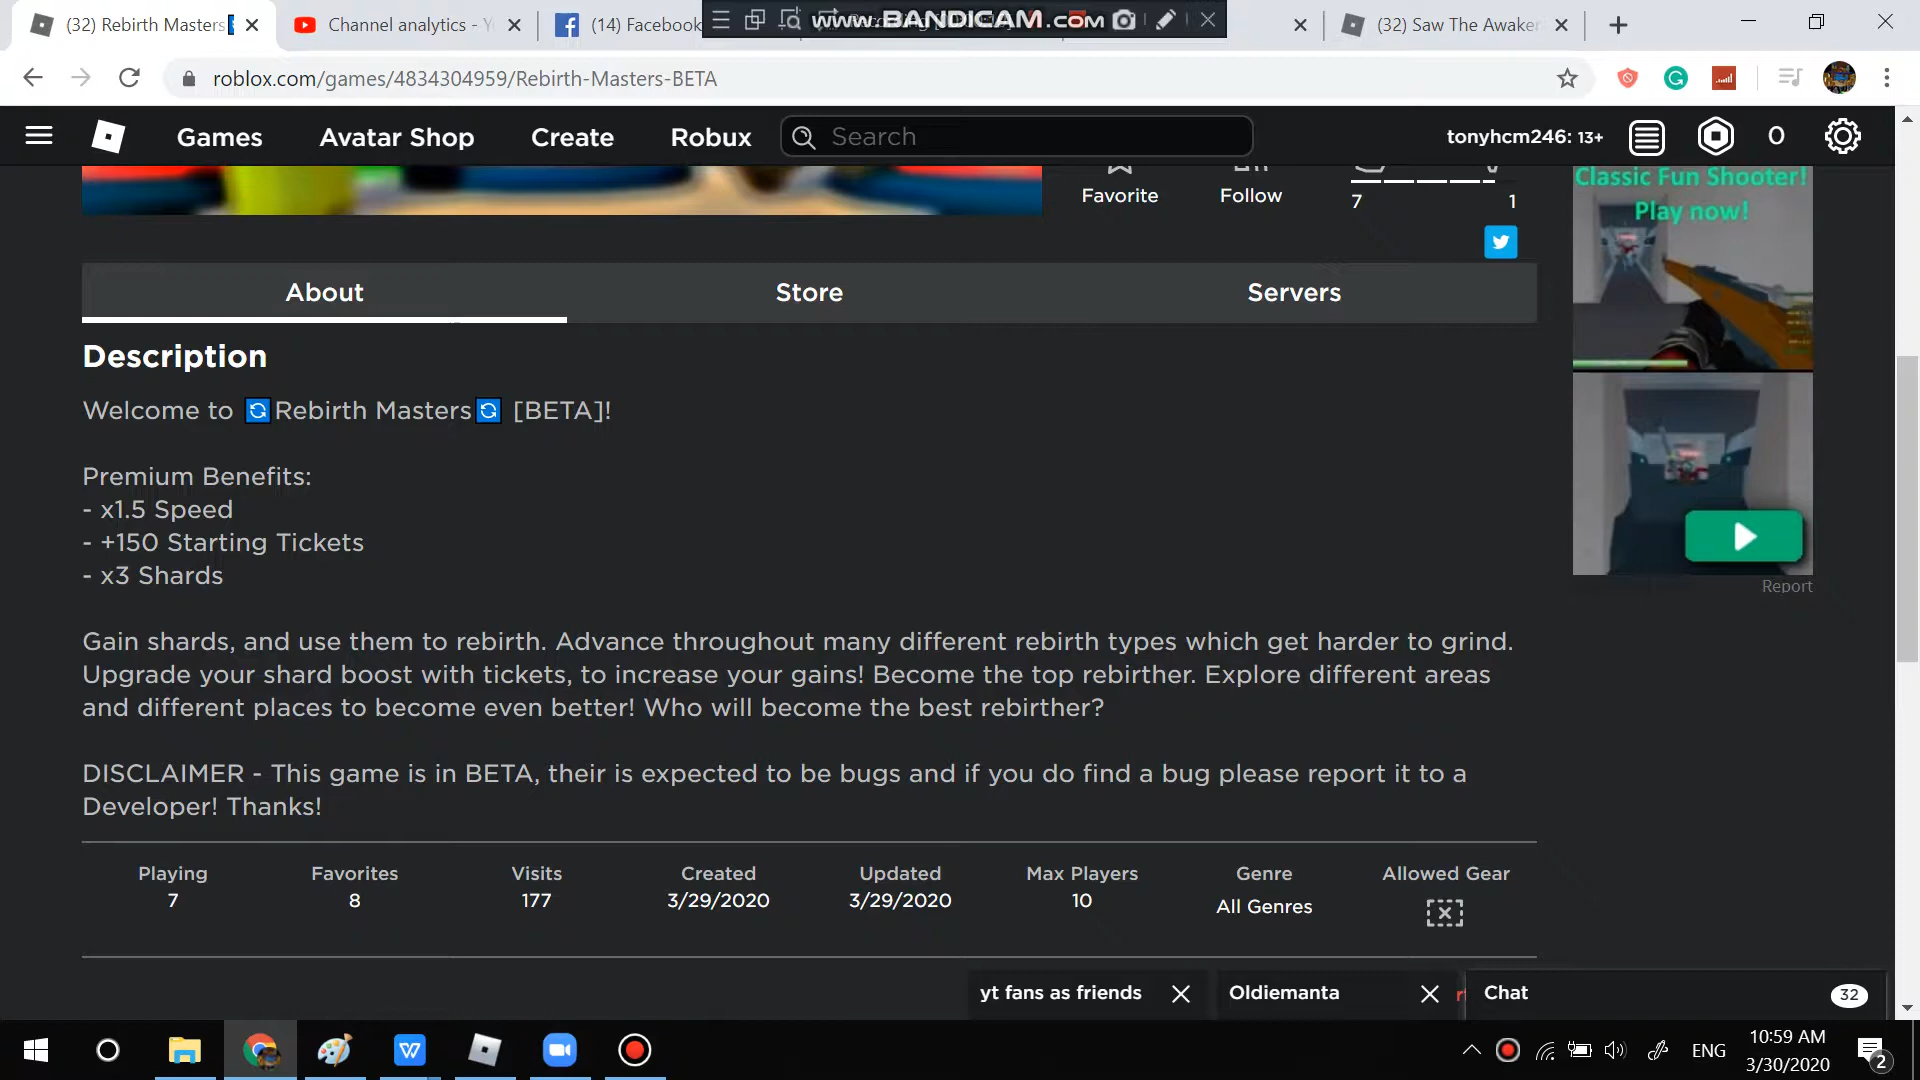 (32) Rebirth Masters
Channel analytics - Y
(14) Facebook
www.BANDICAM.com
(32) Saw The Awaken
roblox.com/games/4834304959/Rebirth-Masters-BETA
Games
Avatar Shop
Create
Robux
Search
tonyhcm246: 13+
0
Favorite
Follow
7
1
Classic Fun Shooter!
Play now!
About
Store
Servers
Description
Welcome to 🔄Rebirth Masters🔄 [BETA]!
Premium Benefits:
- x1.5 Speed
- +150 Starting Tickets
- x3 Shards
Report
Gain shards, and use them to rebirth. Advance throughout many different rebirth types which get harder to grind.
Upgrade your shard boost with tickets, to increase your gains! Become the top rebirther. Explore different areas
and different places to become even better! Who will become the best rebirther?
DISCLAIMER - This game is in BETA, their is expected to be bugs and if you do find a bug please report it to a
Developer! Thanks!
Playing
Favorites
Visits
Created
Updated
Max Players
Genre
Allowed Gear
7
8
177
3/29/2020
3/29/2020
10
All Genres
yt fans as friends
Oldiemanta
Chat
32
ENG
10:59 AM
3/30/2020
2